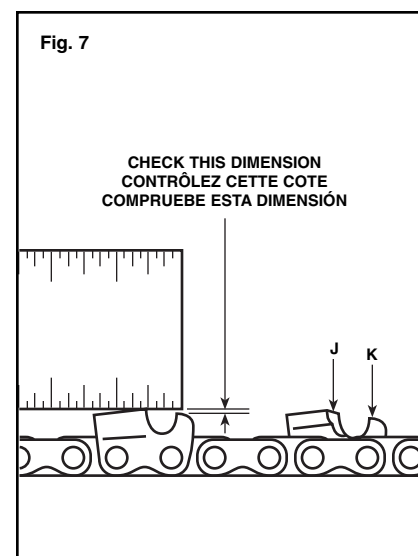 Fig. 7
CHECK THIS DIMENSION
CONTRÔLEZ CETTE COTE
COMPRUEBE ESTA DIMENSIÓN
J
K